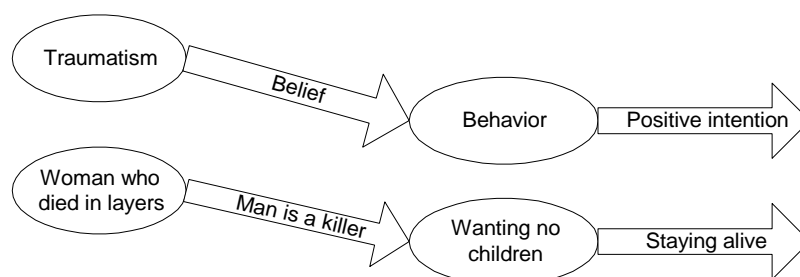 Traumatism
Belief
Behavior
Positive intention
Woman who
died in layers
Man is a killer
Wanting no
children
Staying alive